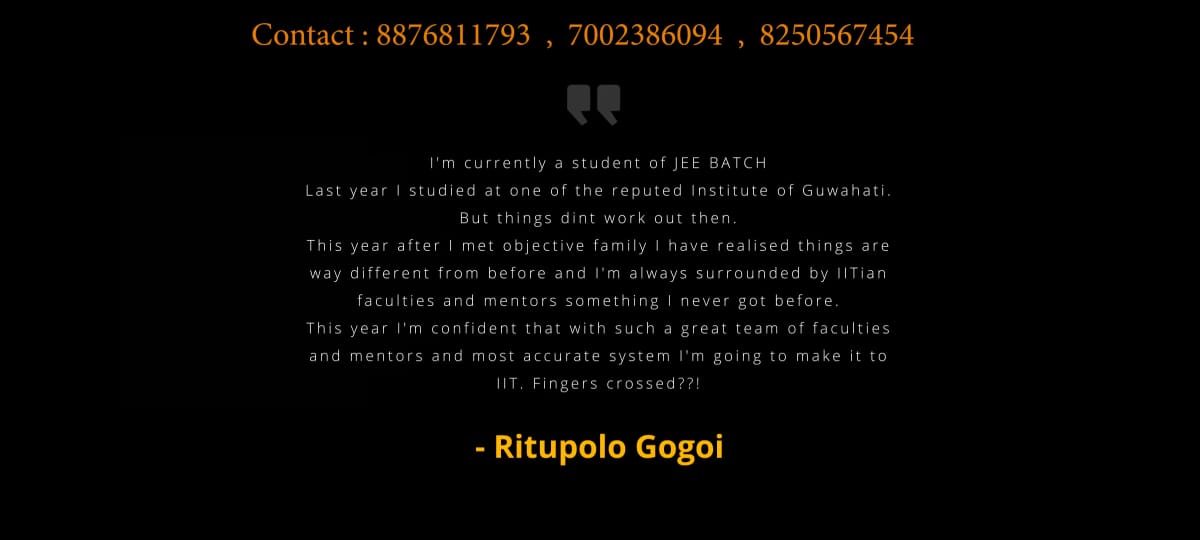 Contact : 8876811793 , 7002386094 , 8250567454
I'm currently a student of JEE BATCH
Last year I studied at one of the reputed Institute of Guwahati.
But things dint work out then.
This year after I met objective family I have realised things are
way different from before and I'm always surrounded by IITian
faculties and mentors something I never got before.
This year I'm confident that with such a great team of faculties
and mentors and most accurate system I'm going to make it to
IIT. Fingers crossed??!
- Ritupolo Gogoi